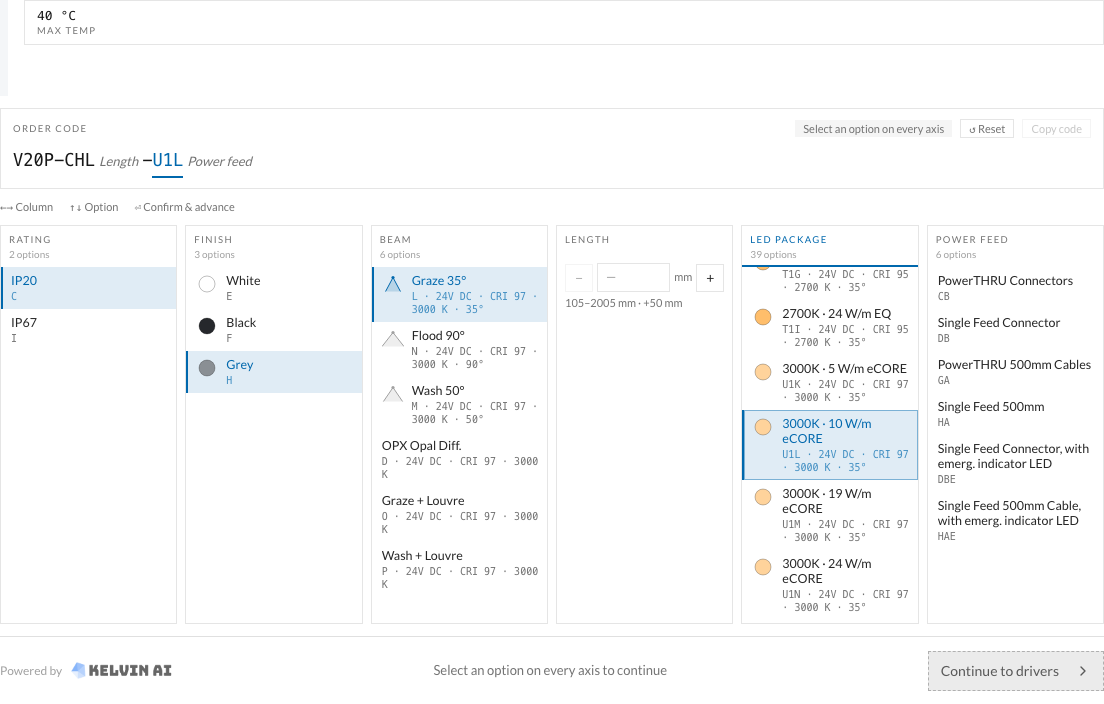 40 °C
MAX TEMP
ORDER CODE
Select an option on every axis
↺ Reset
Copy code
V20P–CHL Length –U1L Power feed
←→ Column
↑↓ Option
⏎ Confirm & advance
RATING
2 options
IP20
C
IP67
I
FINISH
3 options
White
E
Black
F
Grey
H
BEAM
6 options
Graze 35°
L · 24V DC · CRI 97 ·
3000 K · 35°
Flood 90°
N · 24V DC · CRI 97 ·
3000 K · 90°
Wash 50°
M · 24V DC · CRI 97 ·
3000 K · 50°
OPX Opal Diff.
D · 24V DC · CRI 97 · 3000
K
Graze + Louvre
O · 24V DC · CRI 97 · 3000
K
Wash + Louvre
P · 24V DC · CRI 97 · 3000
K
LENGTH
– — mm +
105–2005 mm · +50 mm
LED PACKAGE
39 options
T1G · 24V DC · CRI 95
· 2700 K · 35°
2700K · 24 W/m EQ
T1I · 24V DC · CRI 95
· 2700 K · 35°
3000K · 5 W/m eCORE
U1K · 24V DC · CRI 97
· 3000 K · 35°
3000K · 10 W/m
eCORE
U1L · 24V DC · CRI 97
· 3000 K · 35°
3000K · 19 W/m
eCORE
U1M · 24V DC · CRI 97
· 3000 K · 35°
3000K · 24 W/m
eCORE
U1N · 24V DC · CRI 97
· 3000 K · 35°
POWER FEED
6 options
PowerTHRU Connectors
CB
Single Feed Connector
DB
PowerTHRU 500mm Cables
GA
Single Feed 500mm
HA
Single Feed Connector, with
emerg. indicator LED
DBE
Single Feed 500mm Cable,
with emerg. indicator LED
HAE
Powered by KELVIN AI
Select an option on every axis to continue
Continue to drivers